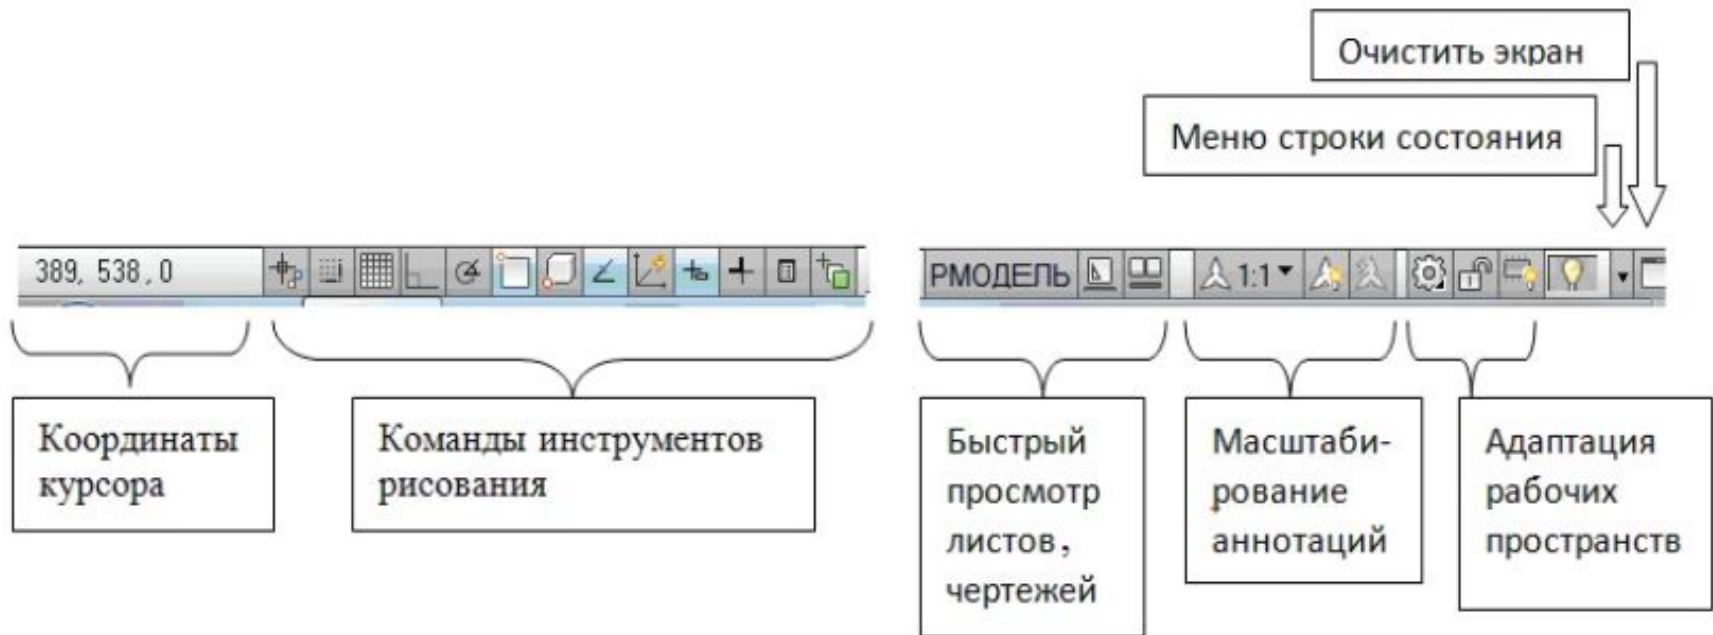 Очистить экран
Меню строки состояния
389, 538, 0
РМОДЕЛЬ
1:1
Координаты
курсора
Команды инструментов
рисования
Быстрый
просмотр
листов,
чертежей
Масштаби-
рование
аннотаций
Адаптация
рабочих
пространств